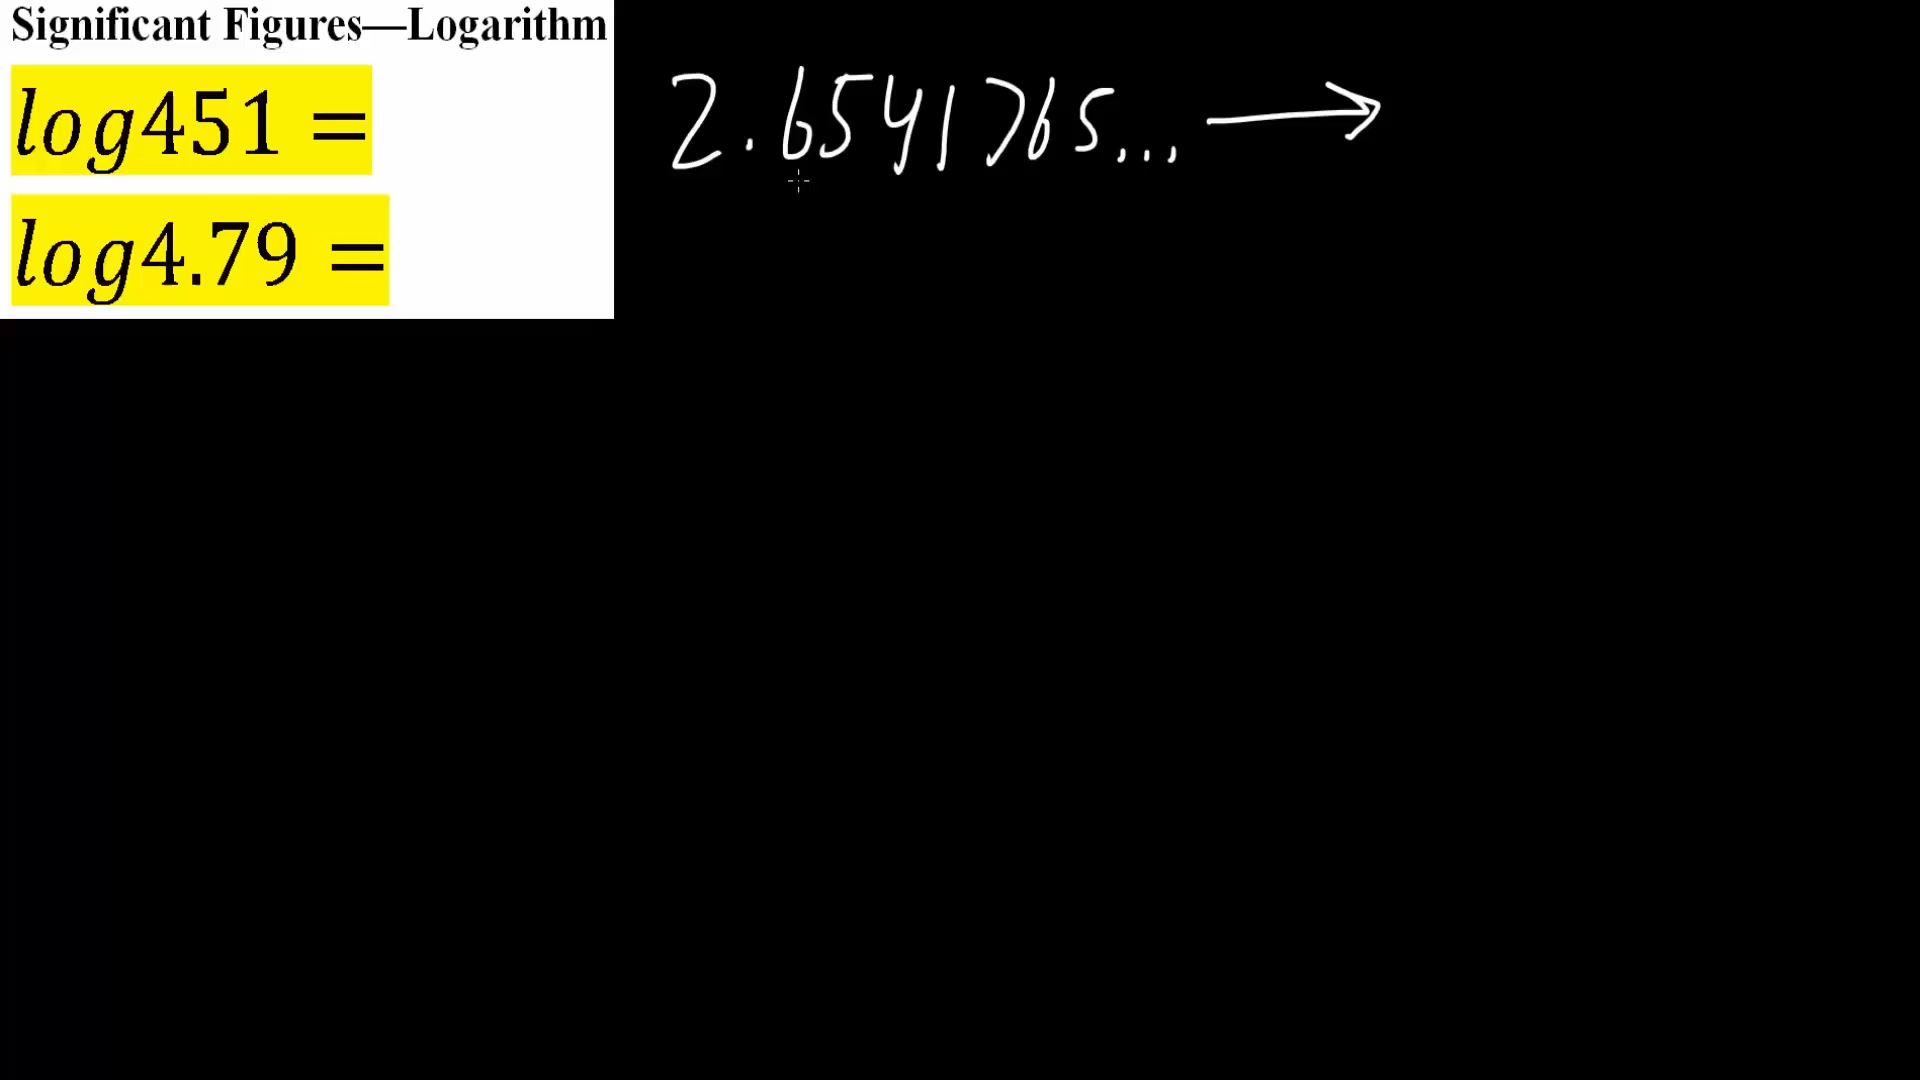 Significant Figures—Logarithm
log451 = 2.6541765... →
log4.79 =